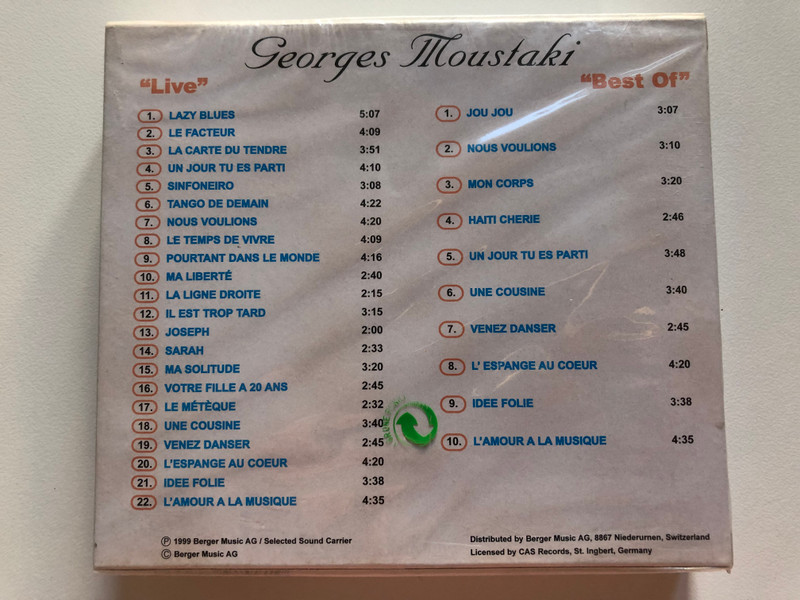 Georges Moustaki
"Live"
1. LAZY BLUES 5:07
2. LE FACTEUR 4:09
3. LA CARTE DU TENDRE 3:51
4. UN JOUR TU ES PARTI 4:10
5. SINFONEIRO 3:08
6. TANGO DE DEMAIN 4:22
7. NOUS VOULIONS 4:20
8. LE TEMPS DE VIVRE 4:09
9. POURTANT DANS LE MONDE 4:16
10. MA LIBERTÉ 2:40
11. LA LIGNE DROITE 2:15
12. IL EST TROP TARD 3:15
13. JOSEPH 2:00
14. SARAH 2:33
15. MA SOLITUDE 3:20
16. VOTRE FILLE A 20 ANS 2:45
17. LE MÉTÈQUE 2:32
18. UNE COUSINE 3:40
19. VENEZ DANSER 2:45
20. L'ESPANGE AU COEUR 4:20
21. IDEE FOLIE 3:38
22. L'AMOUR A LA MUSIQUE 4:35
"Best Of"
1. JOU JOU 3:07
2. NOUS VOULIONS 3:10
3. MON CORPS 3:20
4. HAITI CHERIE 2:46
5. UN JOUR TU ES PARTI 3:48
6. UNE COUSINE 3:40
7. VENEZ DANSER 2:45
8. L' ESPANGE AU COEUR 4:20
9. IDEE FOLIE 3:38
10. L'AMOUR A LA MUSIQUE 4:35
℗ 1999 Berger Music AG / Selected Sound Carrier
© Berger Music AG
Distributed by Berger Music AG, 8867 Niederurnen, Switzerland
Licensed by CAS Records, St. Ingbert, Germany